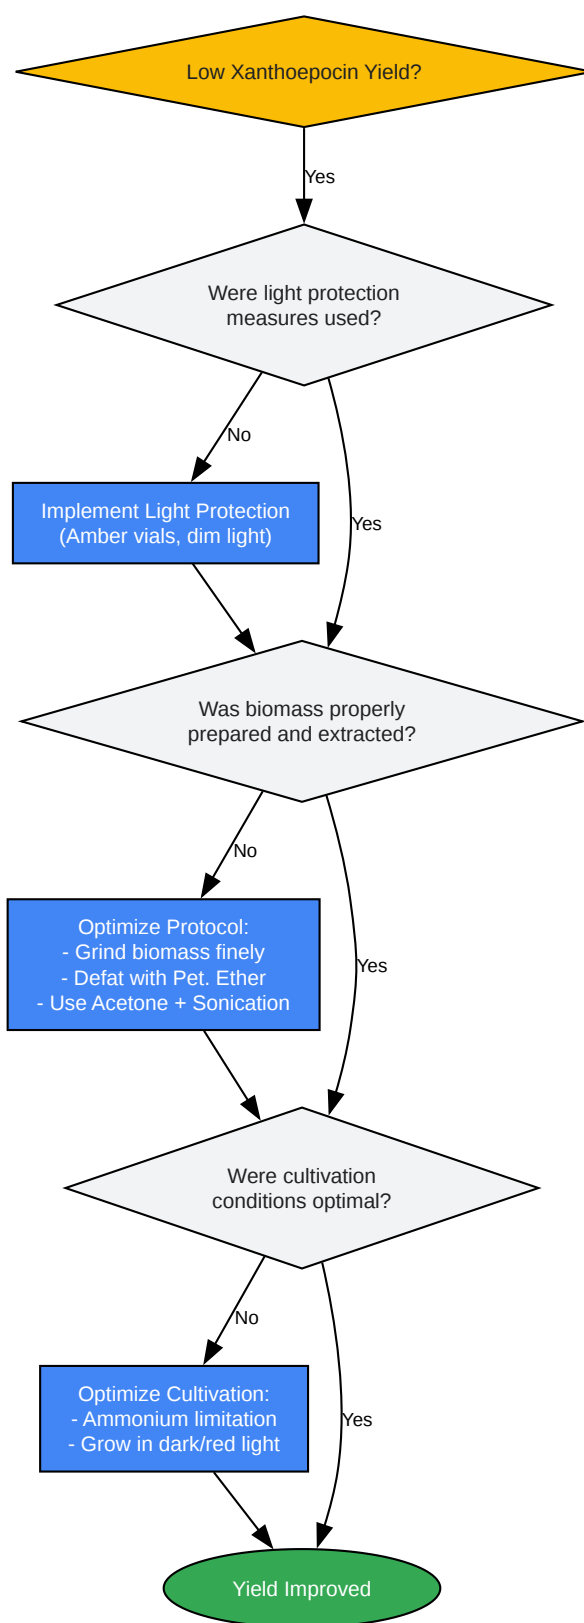 Low Xanthoepocin Yield?
Yes
Were light protection
measures used?
No
Implement Light Protection
(Amber vials, dim light)
Yes
Was biomass properly
prepared and extracted?
No
Optimize Protocol:
- Grind biomass finely
- Defat with Pet. Ether
- Use Acetone + Sonication
Yes
Were cultivation
conditions optimal?
No
Optimize Cultivation:
- Ammonium limitation
- Grow in dark/red light
Yes
Yield Improved